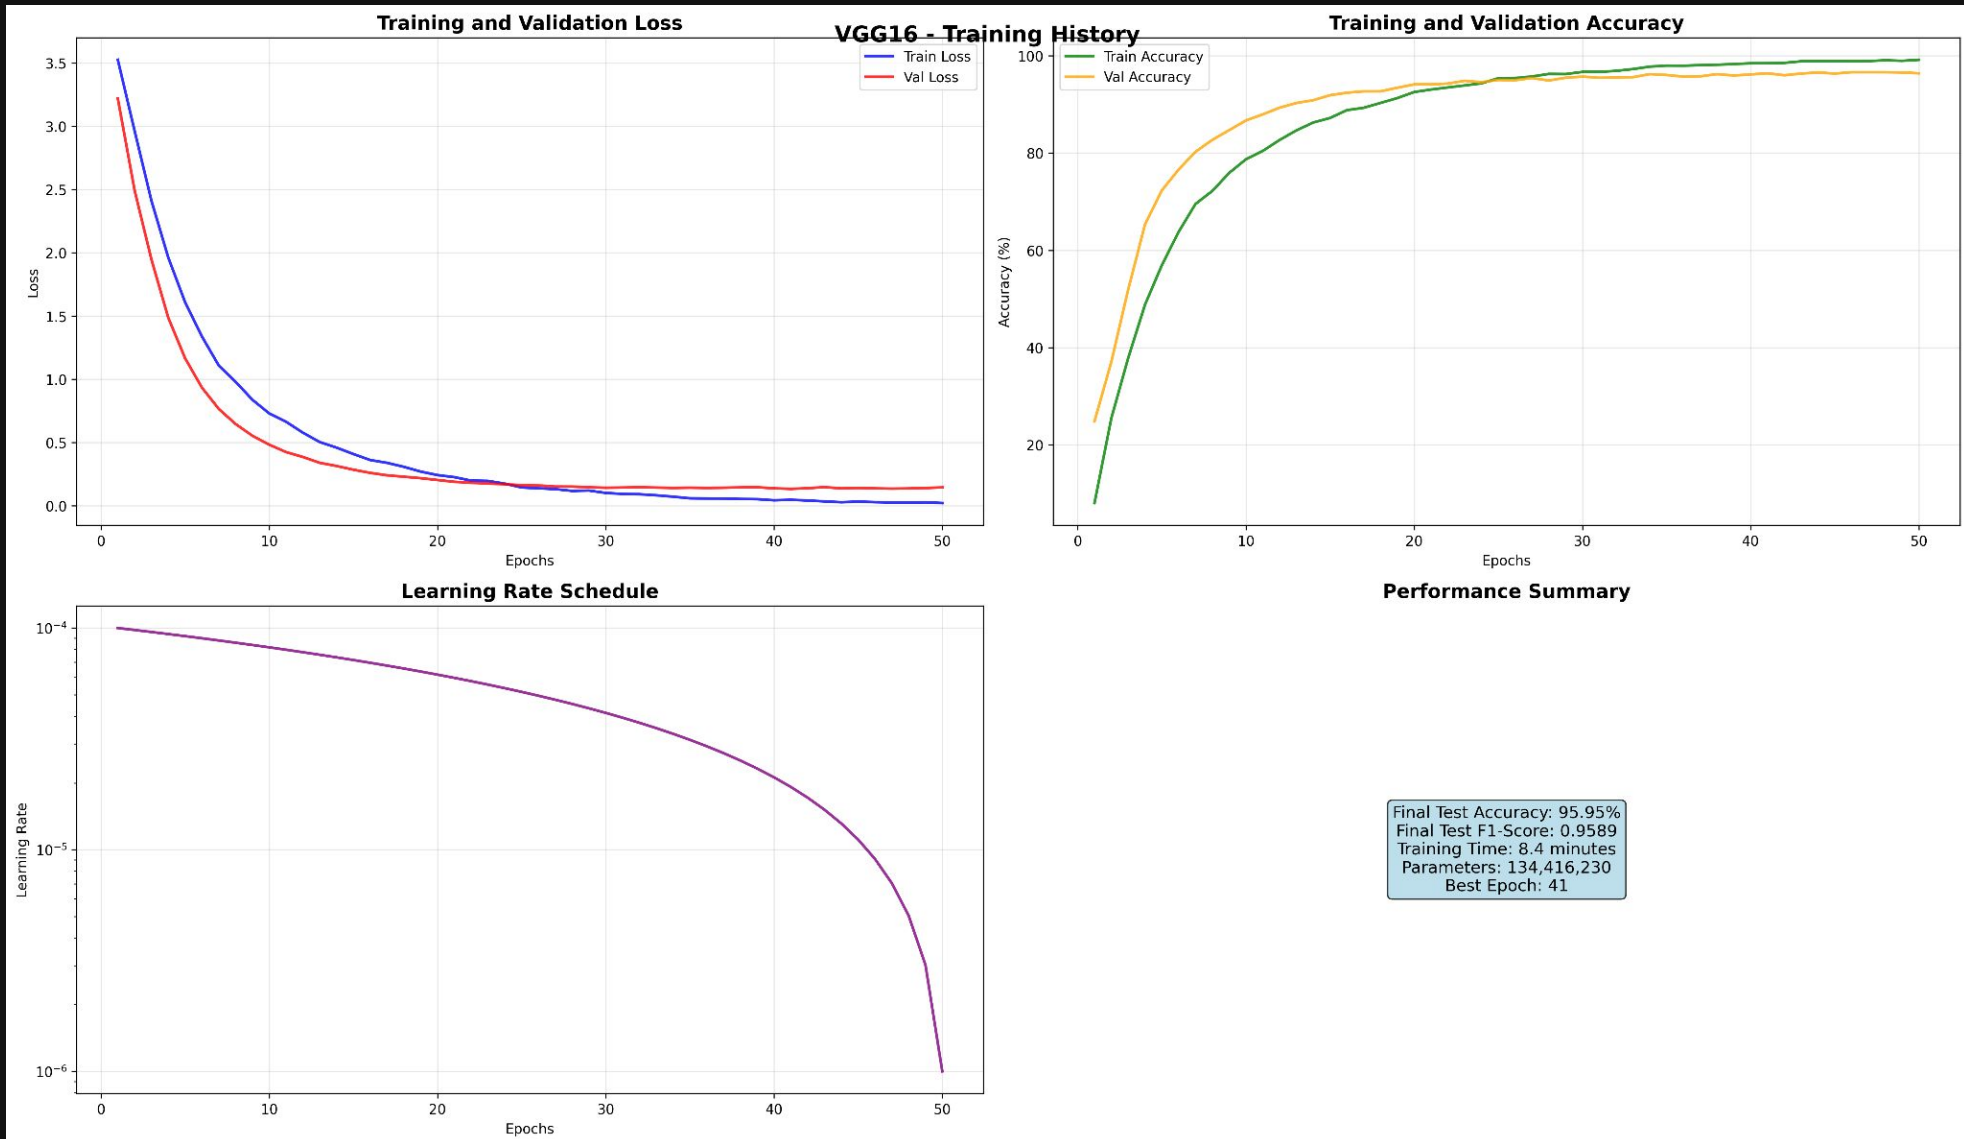 VGG16 - Training History
Training and Validation Loss
Train Loss
Val Loss
3.5
3.0
2.5
2.0
1.5
1.0
0.5
0.0
Loss
0 10 20 30 40 50
Epochs
Training and Validation Accuracy
Train Accuracy
Val Accuracy
100
80
60
40
20
Accuracy (%)
0 10 20 30 40 50
Epochs
Learning Rate Schedule
10⁻⁴
10⁻⁵
10⁻⁶
Learning Rate
0 10 20 30 40 50
Epochs
Performance Summary
Final Test Accuracy: 95.95%
Final Test F1-Score: 0.9589
Training Time: 8.4 minutes
Parameters: 134,416,230
Best Epoch: 41